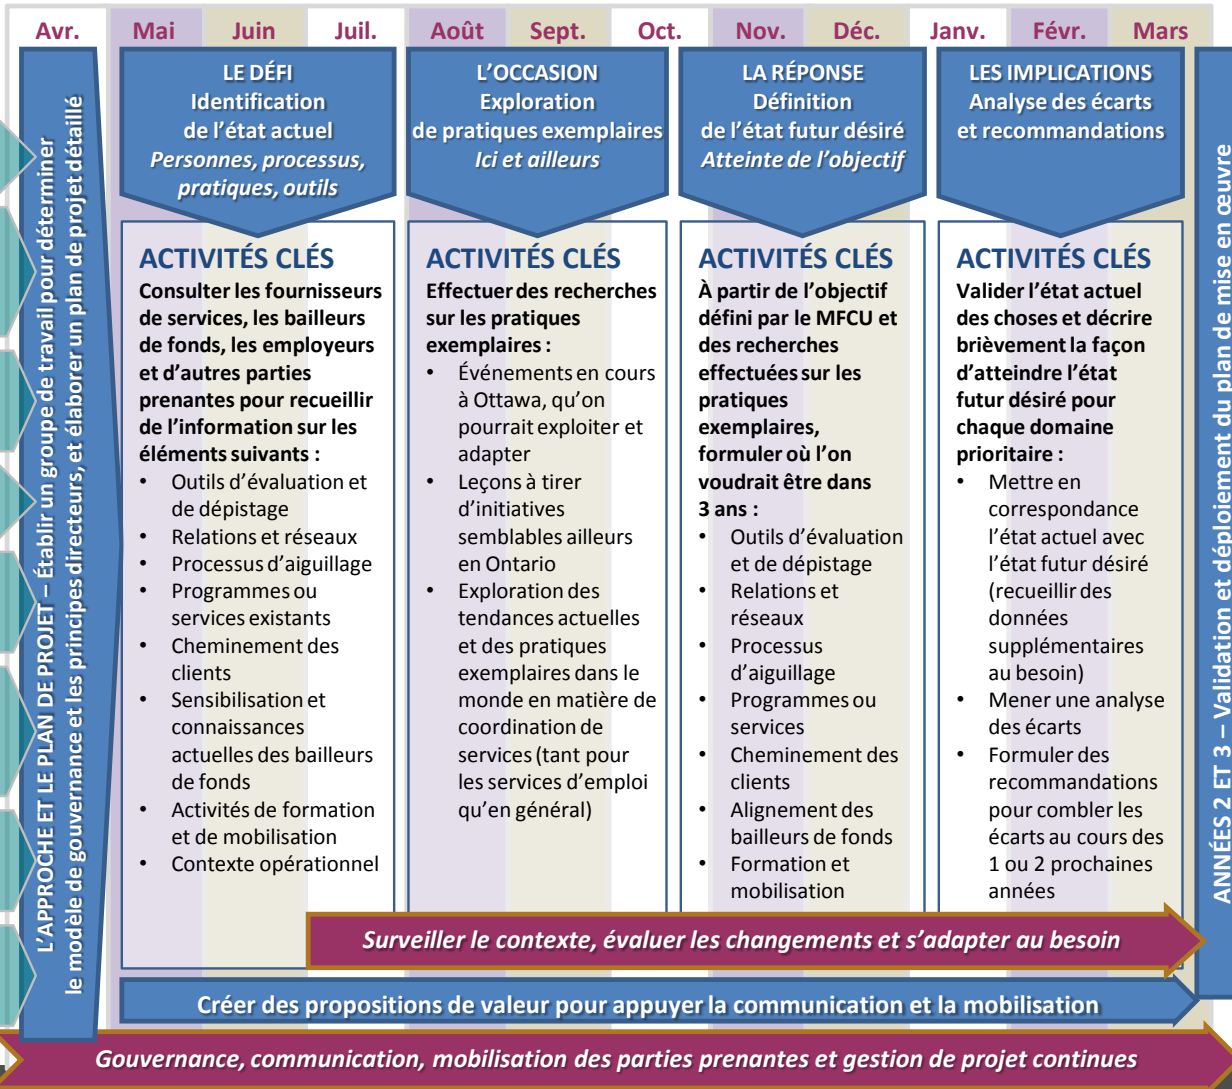 Avr.
Mai
Juin
Juil.
Août
Sept.
Oct.
Nov.
Déc.
Janv.
Févr.
Mars
L'APPROCHE ET LE PLAN DE PROJET – Établir un groupe de travail pour déterminer
le modèle de gouvernance et les principes directeurs, et élaborer un plan de projet détaillé
LE DÉFI
Identification
de l'état actuel
Personnes, processus,
pratiques, outils
ACTIVITÉS CLÉS
Consulter les fournisseurs
de services, les bailleurs
de fonds, les employeurs
et d'autres parties
prenantes pour recueillir
de l'information sur les
éléments suivants :
• Outils d'évaluation et
de dépistage
• Relations et réseaux
• Processus d'aiguillage
• Programmes ou
services existants
• Cheminement des
clients
• Sensibilisation et
connaissances
actuelles des bailleurs
de fonds
• Activités de formation
et de mobilisation
• Contexte opérationnel
L'OCCASION
Exploration
de pratiques exemplaires
Ici et ailleurs
ACTIVITÉS CLÉS
Effectuer des recherches
sur les pratiques
exemplaires :
• Événements en cours
à Ottawa, qu'on
pourrait exploiter et
adapter
• Leçons à tirer
d'initiatives
semblables ailleurs
en Ontario
• Exploration des
tendances actuelles
et des pratiques
exemplaires dans le
monde en matière de
coordination de
services (tant pour
les services d'emploi
qu'en général)
LA RÉPONSE
Définition
de l'état futur désiré
Atteinte de l'objectif
ACTIVITÉS CLÉS
À partir de l'objectif
défini par le MFCU et
des recherches
effectuées sur les
pratiques
exemplaires,
formuler où l'on
voudrait être dans
3 ans :
• Outils d'évaluation
et de dépistage
• Relations et
réseaux
• Processus
d'aiguillage
• Programmes ou
services
• Cheminement des
clients
• Alignement des
bailleurs de fonds
• Formation et
mobilisation
LES IMPLICATIONS
Analyse des écarts
et recommandations
ACTIVITÉS CLÉS
Valider l'état actuel
des choses et décrire
brièvement la façon
d'atteindre l'état
futur désiré pour
chaque domaine
prioritaire :
• Mettre en
correspondance
l'état actuel avec
l'état futur désiré
(recueillir des
données
supplémentaires
au besoin)
• Mener une analyse
des écarts
• Formuler des
recommandations
pour combler les
écarts au cours des
1 ou 2 prochaines
années
ANNÉES 2 ET 3 – Validation et déploiement du plan de mise en œuvre
Surveiller le contexte, évaluer les changements et s'adapter au besoin
Créer des propositions de valeur pour appuyer la communication et la mobilisation
Gouvernance, communication, mobilisation des parties prenantes et gestion de projet continues